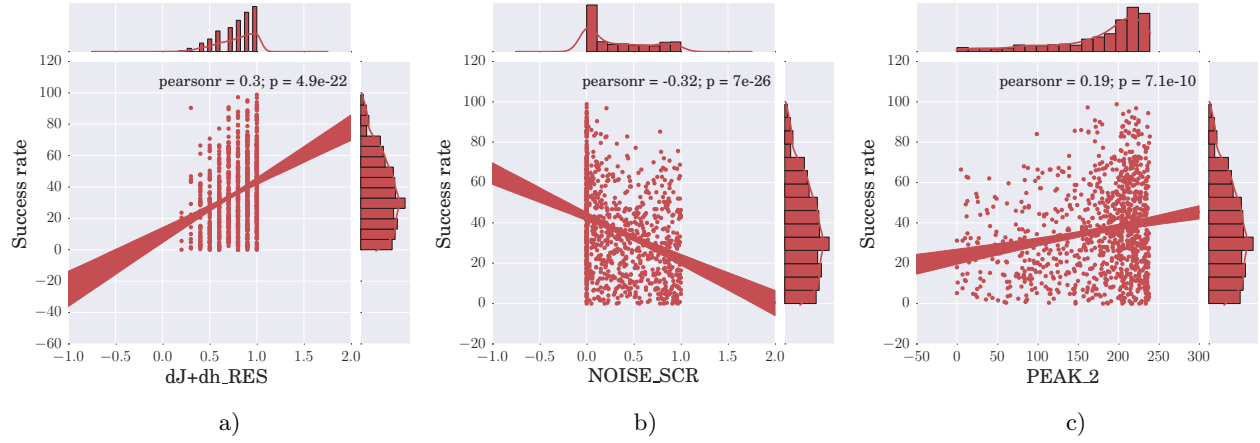 pearsonr = 0.3; p = 4.9e-22
120
100
80
60
40
20
0
−20
−40
−60
Success rate
−1.0 −0.5 0.0 0.5 1.0 1.5 2.0
dJ+dh_RES
a)
pearsonr = -0.32; p = 7e-26
120
100
80
60
40
20
0
−20
Success rate
−1.0 −0.5 0.0 0.5 1.0 1.5 2.0
NOISE_SCR
b)
pearsonr = 0.19; p = 7.1e-10
120
100
80
60
40
20
0
−20
Success rate
−50 0 50 100 150 200 250 300
PEAK_2
c)